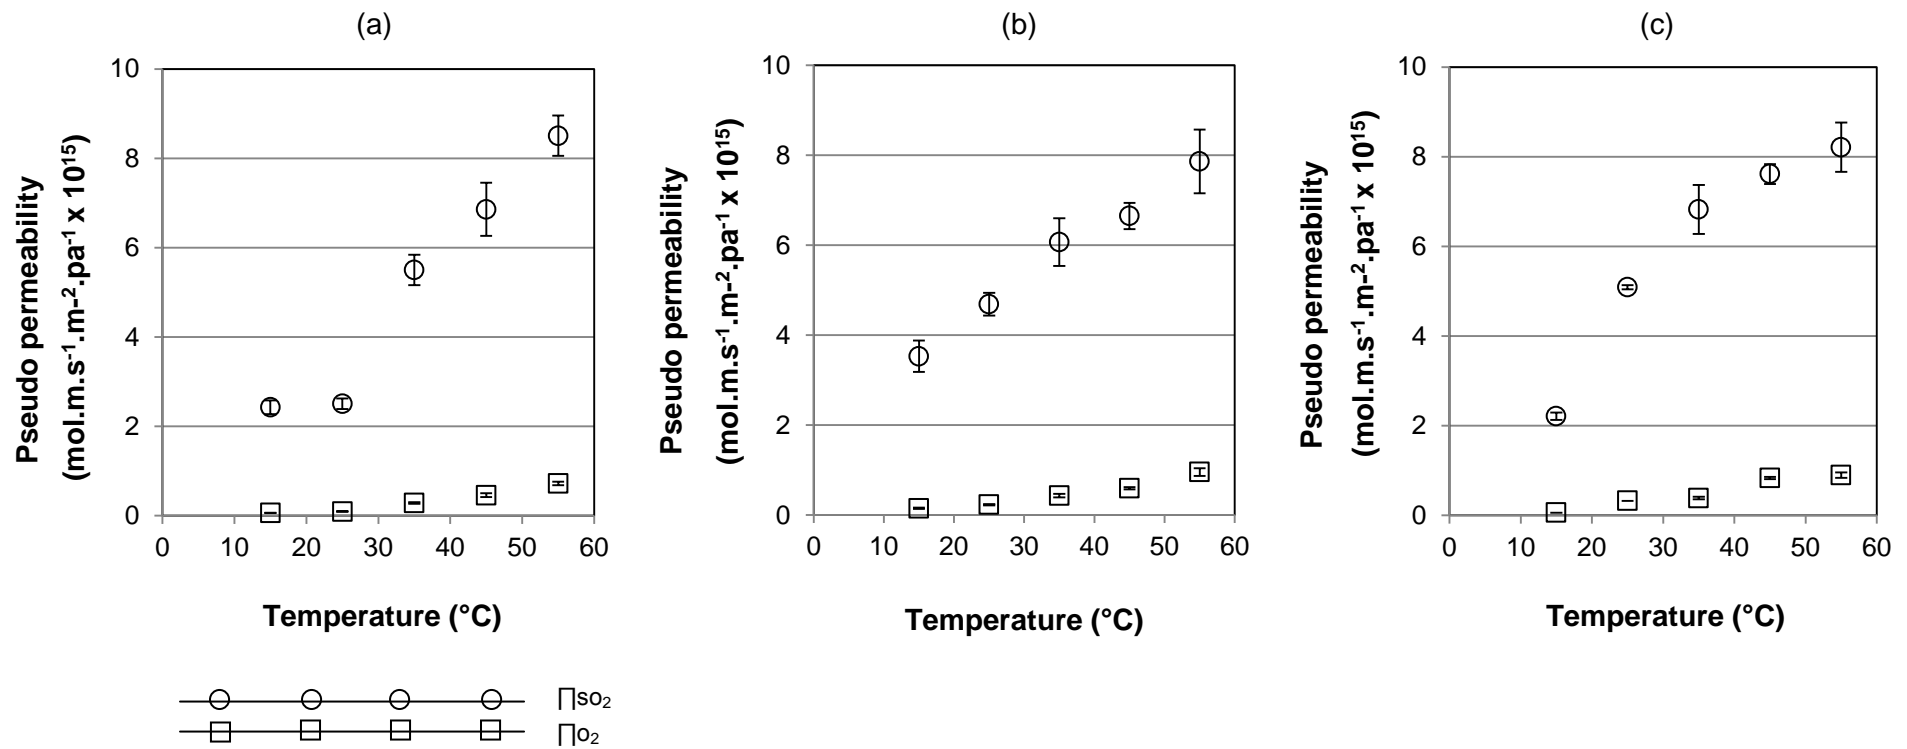 (a)
10
8
6
4
2
0
0 10 20 30 40 50 60
Pseudo permeability
(mol.m.s⁻¹.m-².pa⁻¹ x 10¹⁵)
Temperature (°C)
(b)
10
8
6
4
2
0
0 10 20 30 40 50 60
Pseudo permeability
(mol.m.s⁻¹.m-².pa⁻¹ x 10¹⁵)
Temperature (°C)
(c)
10
8
6
4
2
0
0 10 20 30 40 50 60
Pseudo permeability
(mol.m.s⁻¹.m-².pa⁻¹ x 10¹⁵)
Temperature (°C)
∏so₂
∏o₂